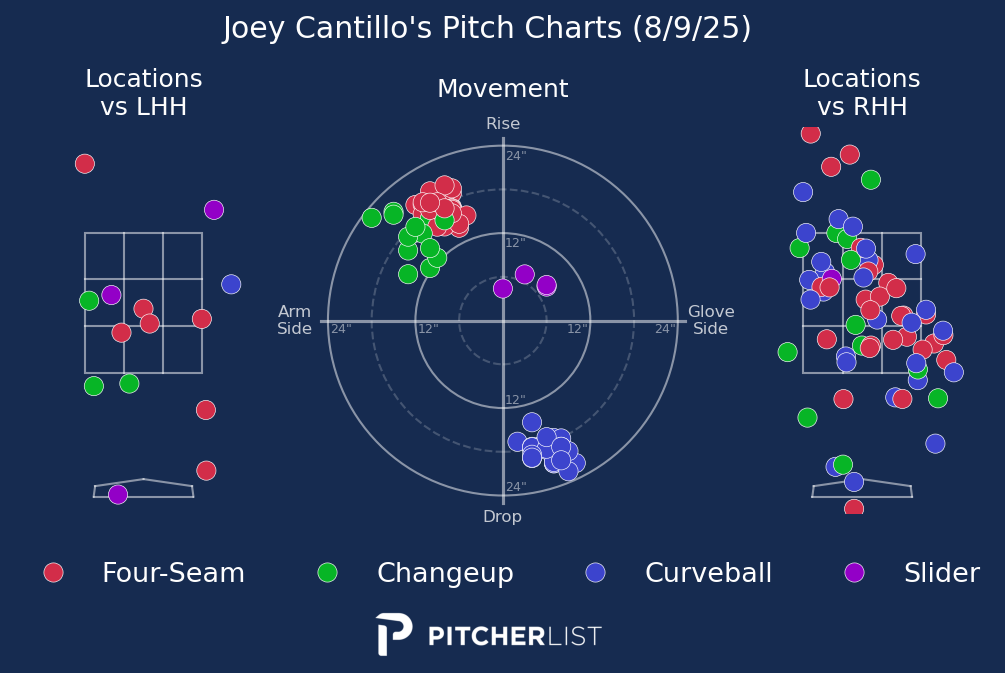 Joey Cantillo's Pitch Charts (8/9/25)
Locations
vs LHH
Movement
Locations
vs RHH
Rise
24"
12"
Arm
Side
24"
12"
12"
24"
Glove
Side
12"
24"
Drop
Four-Seam
Changeup
Curveball
Slider
PITCHERLIST